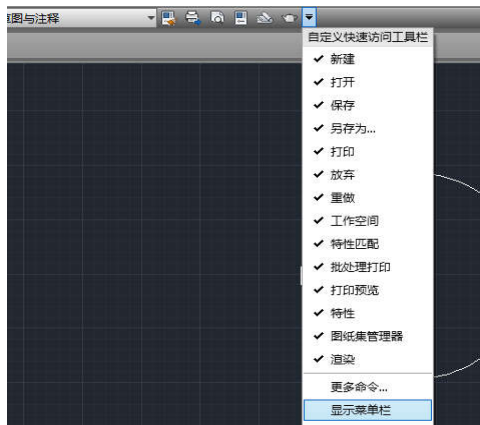 图与注释
自定义快速访问工具栏
新建
打开
保存
另存为...
打印
放弃
重做
工作空间
特性匹配
批处理打印
打印预览
特性
图纸集管理器
渲染
更多命令...
显示菜单栏